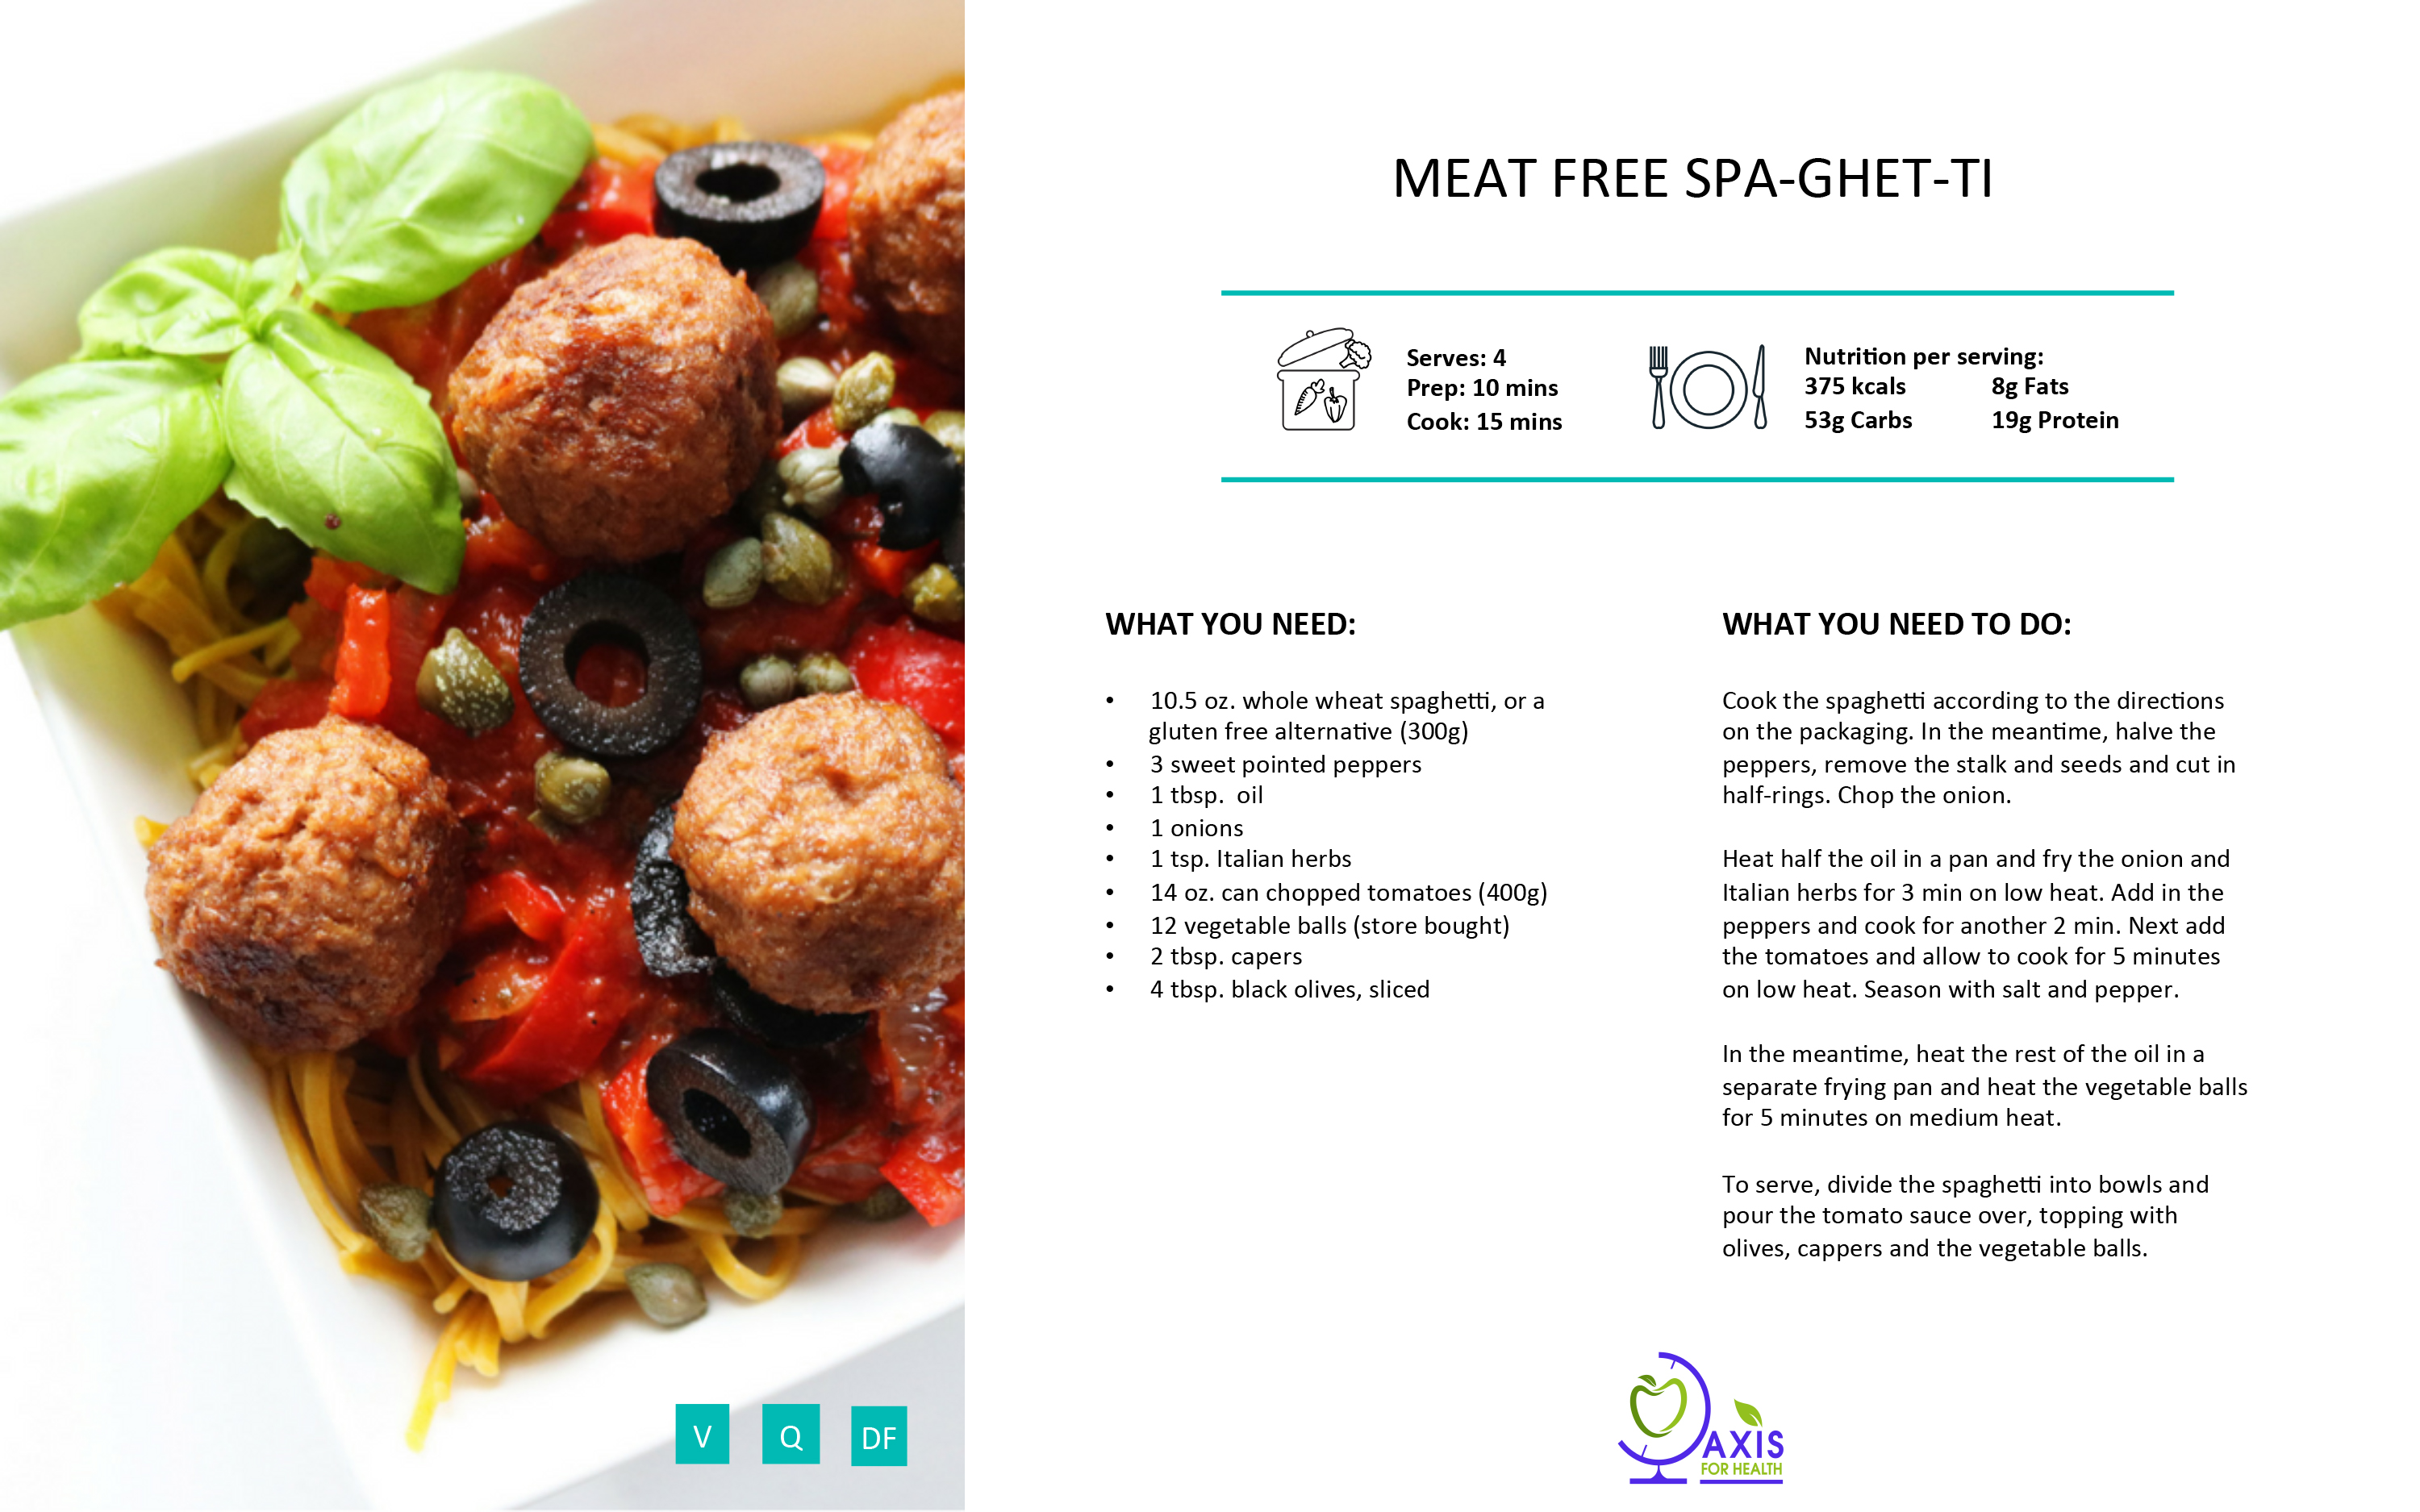 MEAT FREE SPA-GHET-TI
Serves: 4
Prep: 10 mins
Cook: 15 mins
Nutrition per serving:
375 kcals 8g Fats
53g Carbs 19g Protein
WHAT YOU NEED:
• 10.5 oz. whole wheat spaghetti, or a
gluten free alternative (300g)
• 3 sweet pointed peppers
• 1 tbsp.  oil
• 1 onions
• 1 tsp. Italian herbs
• 14 oz. can chopped tomatoes (400g)
• 12 vegetable balls (store bought)
• 2 tbsp. capers
• 4 tbsp. black olives, sliced
WHAT YOU NEED TO DO:
Cook the spaghetti according to the directions
on the packaging. In the meantime, halve the
peppers, remove the stalk and seeds and cut in
half-rings. Chop the onion.
Heat half the oil in a pan and fry the onion and
Italian herbs for 3 min on low heat. Add in the
peppers and cook for another 2 min. Next add
the tomatoes and allow to cook for 5 minutes
on low heat. Season with salt and pepper.
In the meantime, heat the rest of the oil in a
separate frying pan and heat the vegetable balls
for 5 minutes on medium heat.
To serve, divide the spaghetti into bowls and
pour the tomato sauce over, topping with
olives, cappers and the vegetable balls.
V Q DF
AXIS
FOR HEALTH